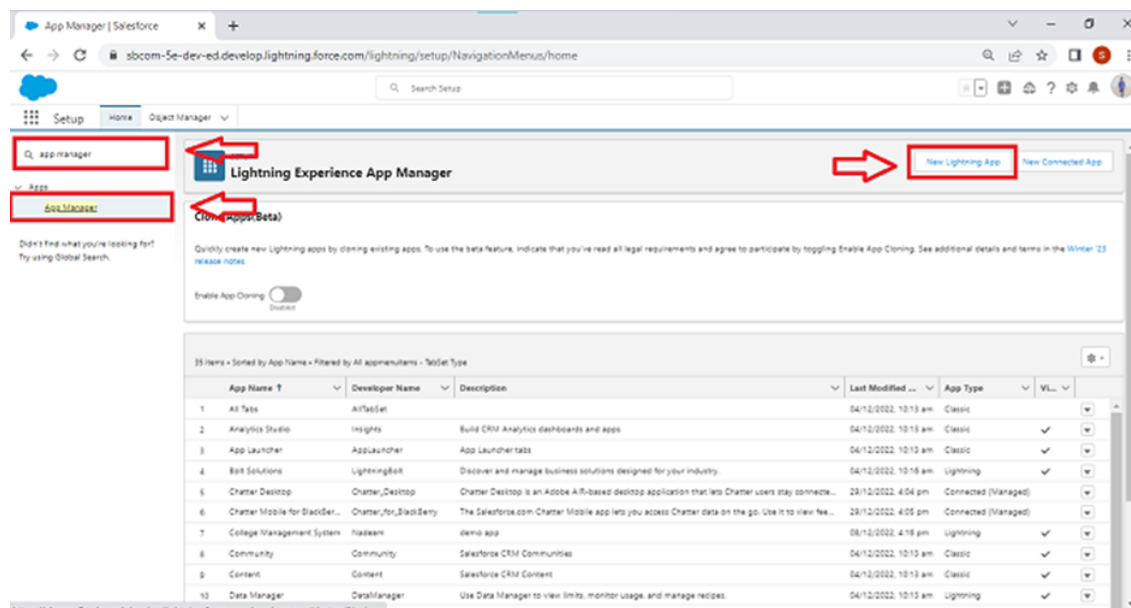 App Manager | Salesforce
sbcom-5e-dev-ed.develop.lightning.force.com/lightning/setup/NavigationMenus/home
S
Search Setup
Setup Home Object Manager
app manager
Apps
App Manager
Didn't find what you're looking for?
Try using Global Search.
SETUP
Lightning Experience App Manager
New Lightning App New Connected App
Clone Apps (Beta)
Quickly create new Lightning apps by cloning existing apps. To use the beta feature, indicate that you've read all legal requirements and agree to participate by toggling Enable App Cloning. See additional details and terms in the Winter '23
release notes
Enable App Cloning
Disabled
35 items • Sorted by App Name • Filtered by All appmenuitems - TabSet Type
App Name ↑ Developer Name Description Last Modified ... App Type Vi...
1 All Tabs AllTabSet 04/12/2022, 10:13 am Classic
2 Analytics Studio Insights Build CRM Analytics dashboards and apps 04/12/2022, 10:13 am Classic
3 App Launcher AppLauncher App Launcher tabs 04/12/2022, 10:13 am Classic
4 Bolt Solutions LightningBolt Discover and manage business solutions designed for your industry. 04/12/2022, 10:16 am Lightning
5 Chatter Desktop Chatter_Desktop Chatter Desktop is an Adobe AIR-based desktop application that lets Chatter users stay connecte... 29/12/2022, 4:04 pm Connected (Managed)
6 Chatter Mobile for BlackBer... Chatter_for_BlackBerry The Salesforce.com Chatter Mobile app lets you access Chatter data on the go. Use it to view fee... 29/12/2022, 4:05 pm Connected (Managed)
7 College Management System Nadeem demo app 08/12/2022, 4:16 pm Lightning
8 Community Community Salesforce CRM Communities 04/12/2022, 10:13 am Classic
9 Content Content Salesforce CRM Content 04/12/2022, 10:13 am Classic
10 Data Manager DataManager Use Data Manager to view limits, monitor usage, and manage recipes. 04/12/2022, 10:13 am Lightning